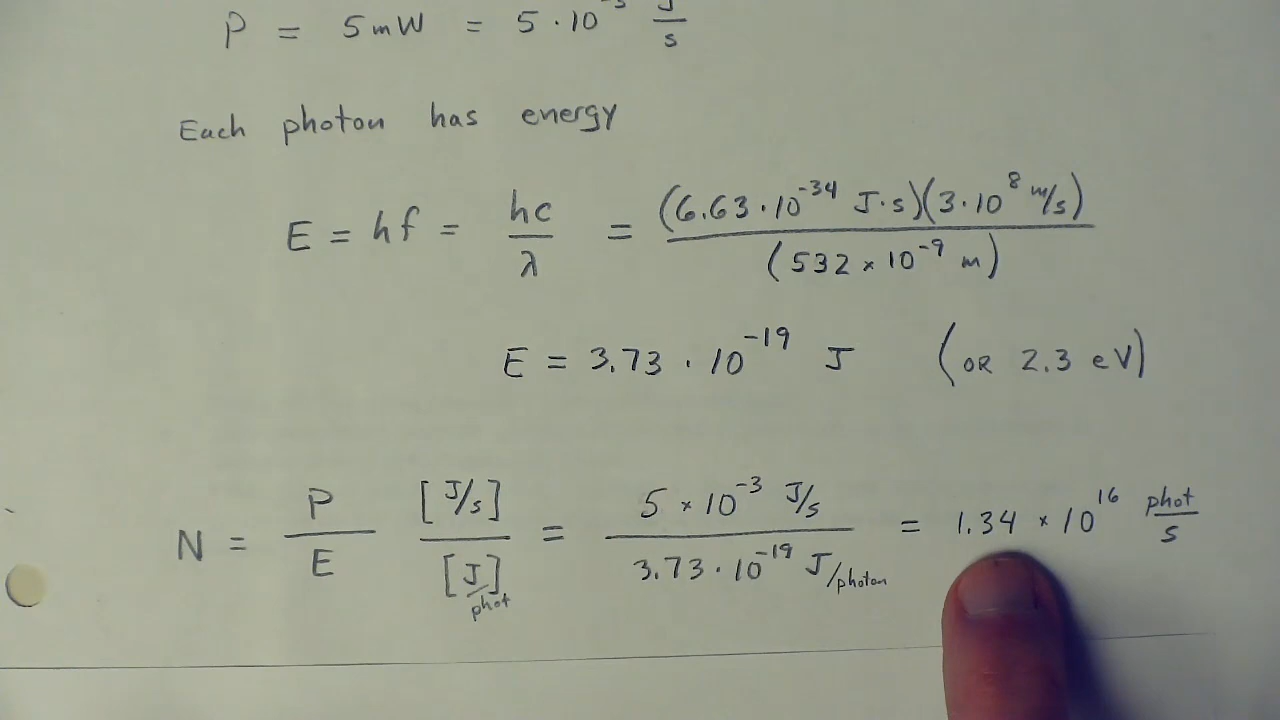 P = 5 mW = 5 · 10⁻³ J/s
Each photon has energy
E = hf = hc/λ = (6.63 · 10⁻³⁴ J·s)(3 · 10⁸ m/s)/(532 × 10⁻⁹ m)
E = 3.73 · 10⁻¹⁹ J (OR 2.3 eV)
N = P/E [J/s]/[J/phot] = 5 × 10⁻³ J/s / 3.73 · 10⁻¹⁹ J/photon = 1.34 × 10¹⁶ phot/s